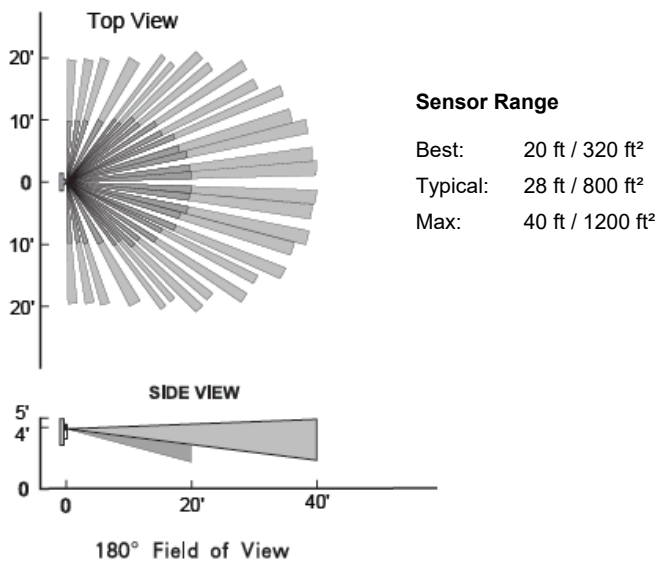 Top View
20'
10'
0
10'
20'
Sensor Range
Best: 20 ft / 320 ft²
Typical: 28 ft / 800 ft²
Max: 40 ft / 1200 ft²
SIDE VIEW
5'
4'
0
0 20' 40'
180° Field of View